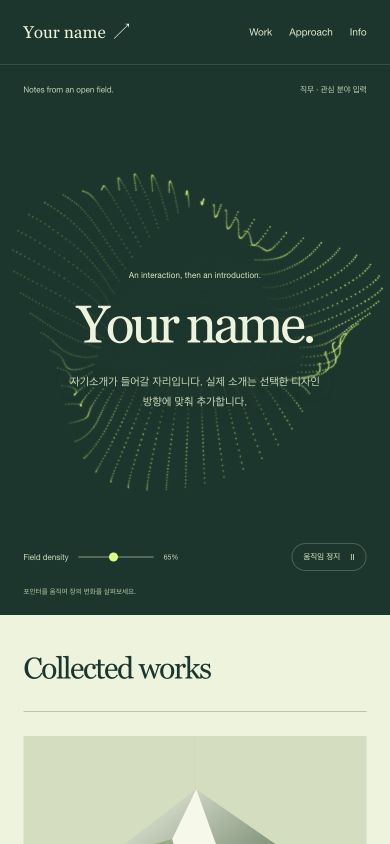 Your name
Work
Approach
Info
Notes from an open field.
직무 · 관심 분야 입력
An interaction, then an introduction.
Your name.
자기소개가 들어갈 자리입니다. 실제 소개는 선택한 디자인
방향에 맞춰 추가합니다.
Field density
65%
움직임 정지
포인터를 움직여 장의 변화를 살펴보세요.
Collected works